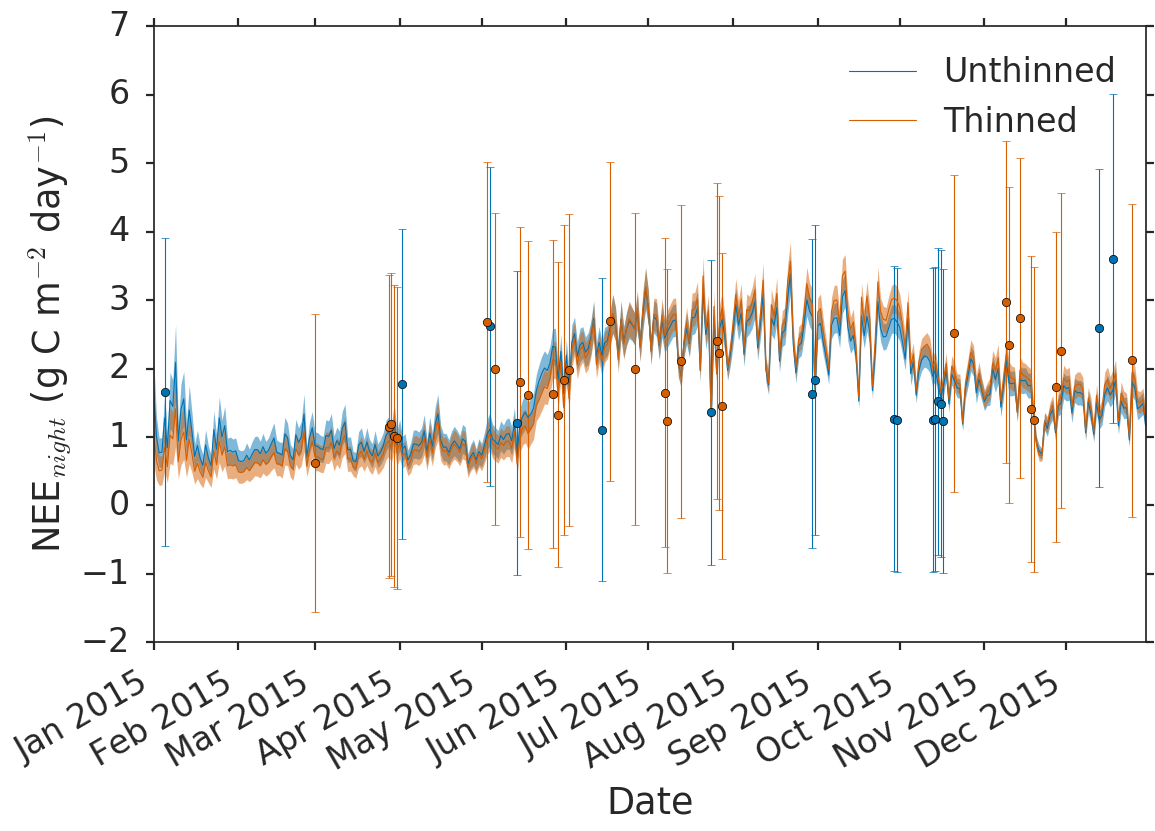 7
6
5
4
3
2
1
0
−1
−2
NEE_night (g C m^−2 day^−1)
Unthinned
Thinned
Jan 2015
Feb 2015
Mar 2015
Apr 2015
May 2015
Jun 2015
Jul 2015
Aug 2015
Sep 2015
Oct 2015
Nov 2015
Dec 2015
Date